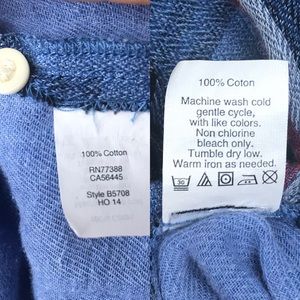 100% Cotton
RN77388
CA56445
Style B5708
HO 14
100% Coton
Machine wash cold
gentle cycle,
with like colors.
Non chlorine
bleach only.
Tumble dry low.
Warm iron as needed.